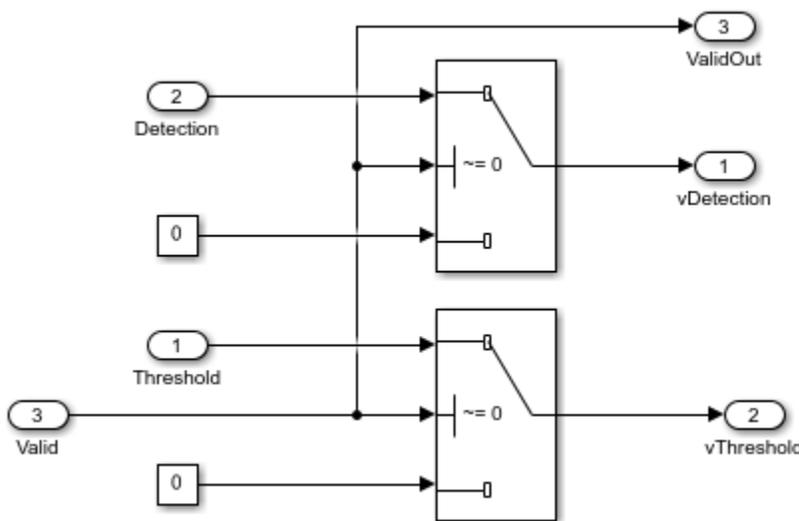 3
ValidOut
2
Detection
~= 0
1
vDetection
0
1
Threshold
3
Valid
~= 0
2
vThreshold
0